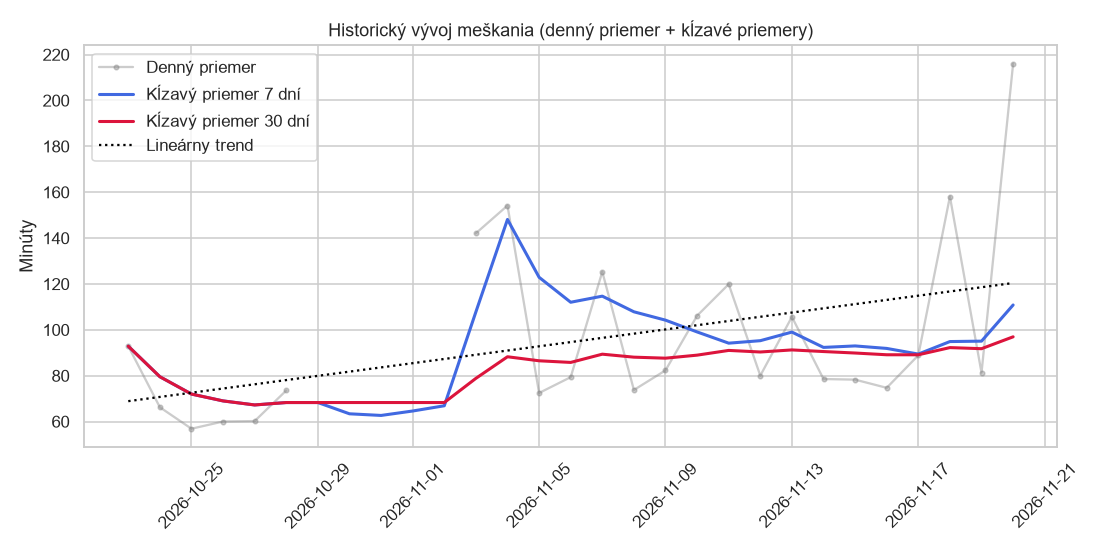 Historický vývoj meškania (denný priemer + kĺzavé priemery)
Denný priemer
Kĺzavý priemer 7 dní
Kĺzavý priemer 30 dní
Lineárny trend
Minúty
220
200
180
160
140
120
100
80
60
2026-10-25
2026-10-29
2026-11-01
2026-11-05
2026-11-09
2026-11-13
2026-11-17
2026-11-21